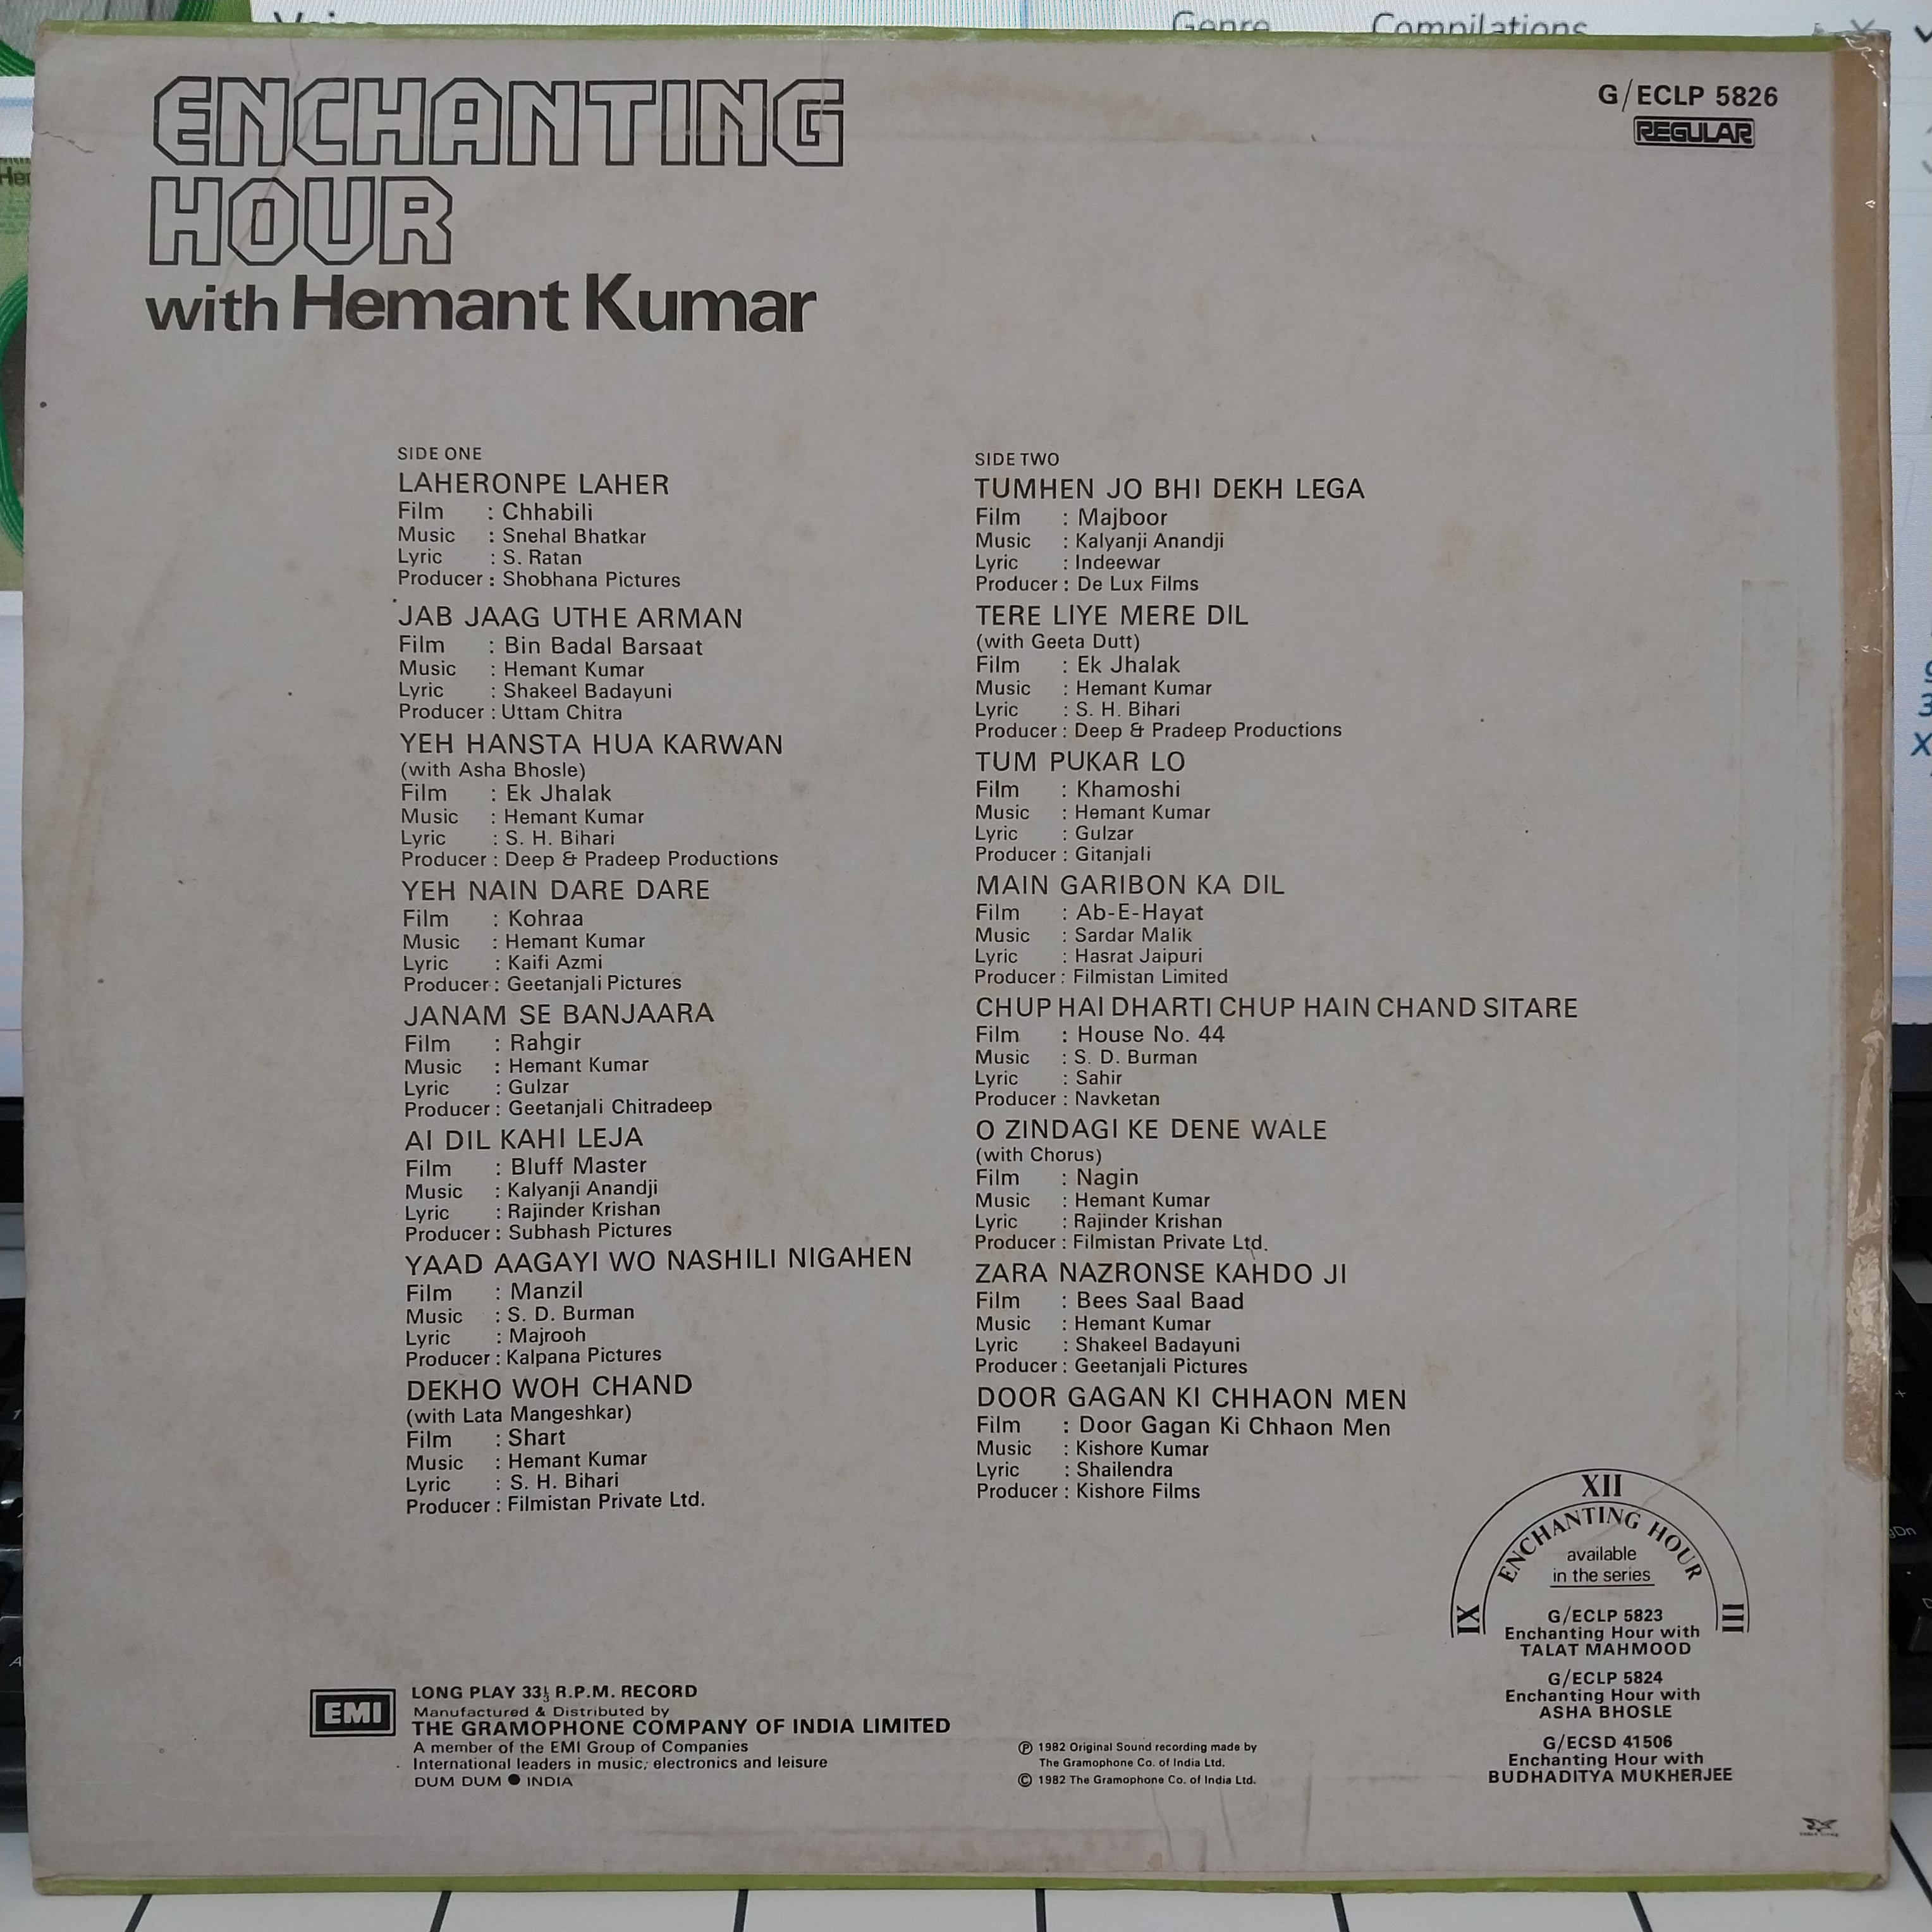 Genre
Compilations
ENCHANTING
HOUR
with Hemant Kumar
G/ECLP 5826
REGULAR
SIDE ONE
LAHERONPE LAHER
Film : Chhabili
Music : Snehal Bhatkar
Lyric : S. Ratan
Producer : Shobhana Pictures
JAB JAAG UTHE ARMAN
Film : Bin Badal Barsaat
Music : Hemant Kumar
Lyric : Shakeel Badayuni
Producer : Uttam Chitra
YEH HANSTA HUA KARWAN
(with Asha Bhosle)
Film : Ek Jhalak
Music : Hemant Kumar
Lyric : S. H. Bihari
Producer : Deep & Pradeep Productions
YEH NAIN DARE DARE
Film : Kohraa
Music : Hemant Kumar
Lyric : Kaifi Azmi
Producer : Geetanjali Pictures
JANAM SE BANJAARA
Film : Rahgir
Music : Hemant Kumar
Lyric : Gulzar
Producer : Geetanjali Chitradeep
AI DIL KAHI LEJA
Film : Bluff Master
Music : Kalyanji Anandji
Lyric : Rajinder Krishan
Producer : Subhash Pictures
YAAD AAGAYI WO NASHILI NIGAHEN
Film : Manzil
Music : S. D. Burman
Lyric : Majrooh
Producer : Kalpana Pictures
DEKHO WOH CHAND
(with Lata Mangeshkar)
Film : Shart
Music : Hemant Kumar
Lyric : S. H. Bihari
Producer : Filmistan Private Ltd.
SIDE TWO
TUMHEN JO BHI DEKH LEGA
Film : Majboor
Music : Kalyanji Anandji
Lyric : Indeewar
Producer : De Lux Films
TERE LIYE MERE DIL
(with Geeta Dutt)
Film : Ek Jhalak
Music : Hemant Kumar
Lyric : S. H. Bihari
Producer : Deep & Pradeep Productions
TUM PUKAR LO
Film : Khamoshi
Music : Hemant Kumar
Lyric : Gulzar
Producer : Gitanjali
MAIN GARIBON KA DIL
Film : Ab-E-Hayat
Music : Sardar Malik
Lyric : Hasrat Jaipuri
Producer : Filmistan Limited
CHUP HAI DHARTI CHUP HAIN CHAND SITARE
Film : House No. 44
Music : S. D. Burman
Lyric : Sahir
Producer : Navketan
O ZINDAGI KE DENE WALE
(with Chorus)
Film : Nagin
Music : Hemant Kumar
Lyric : Rajinder Krishan
Producer : Filmistan Private Ltd.
ZARA NAZRONSE KAHDO JI
Film : Bees Saal Baad
Music : Hemant Kumar
Lyric : Shakeel Badayuni
Producer : Geetanjali Pictures
DOOR GAGAN KI CHHAON MEN
Film : Door Gagan Ki Chhaon Men
Music : Kishore Kumar
Lyric : Shailendra
Producer : Kishore Films
XII
ENCHANTING HOUR
available
in the series
IX
III
G/ECLP 5823
Enchanting Hour with
TALAT MAHMOOD
G/ECLP 5824
Enchanting Hour with
ASHA BHOSLE
G/ECSD 41506
Enchanting Hour with
BUDHADITYA MUKHERJEE
EMI
LONG PLAY 33⅓ R.P.M. RECORD
Manufactured & Distributed by
THE GRAMOPHONE COMPANY OF INDIA LIMITED
A member of the EMI Group of Companies
International leaders in music, electronics and leisure
DUM DUM ● INDIA
Ⓟ 1982 Original Sound recording made by
The Gramophone Co. of India Ltd.
© 1982 The Gramophone Co. of India Ltd.